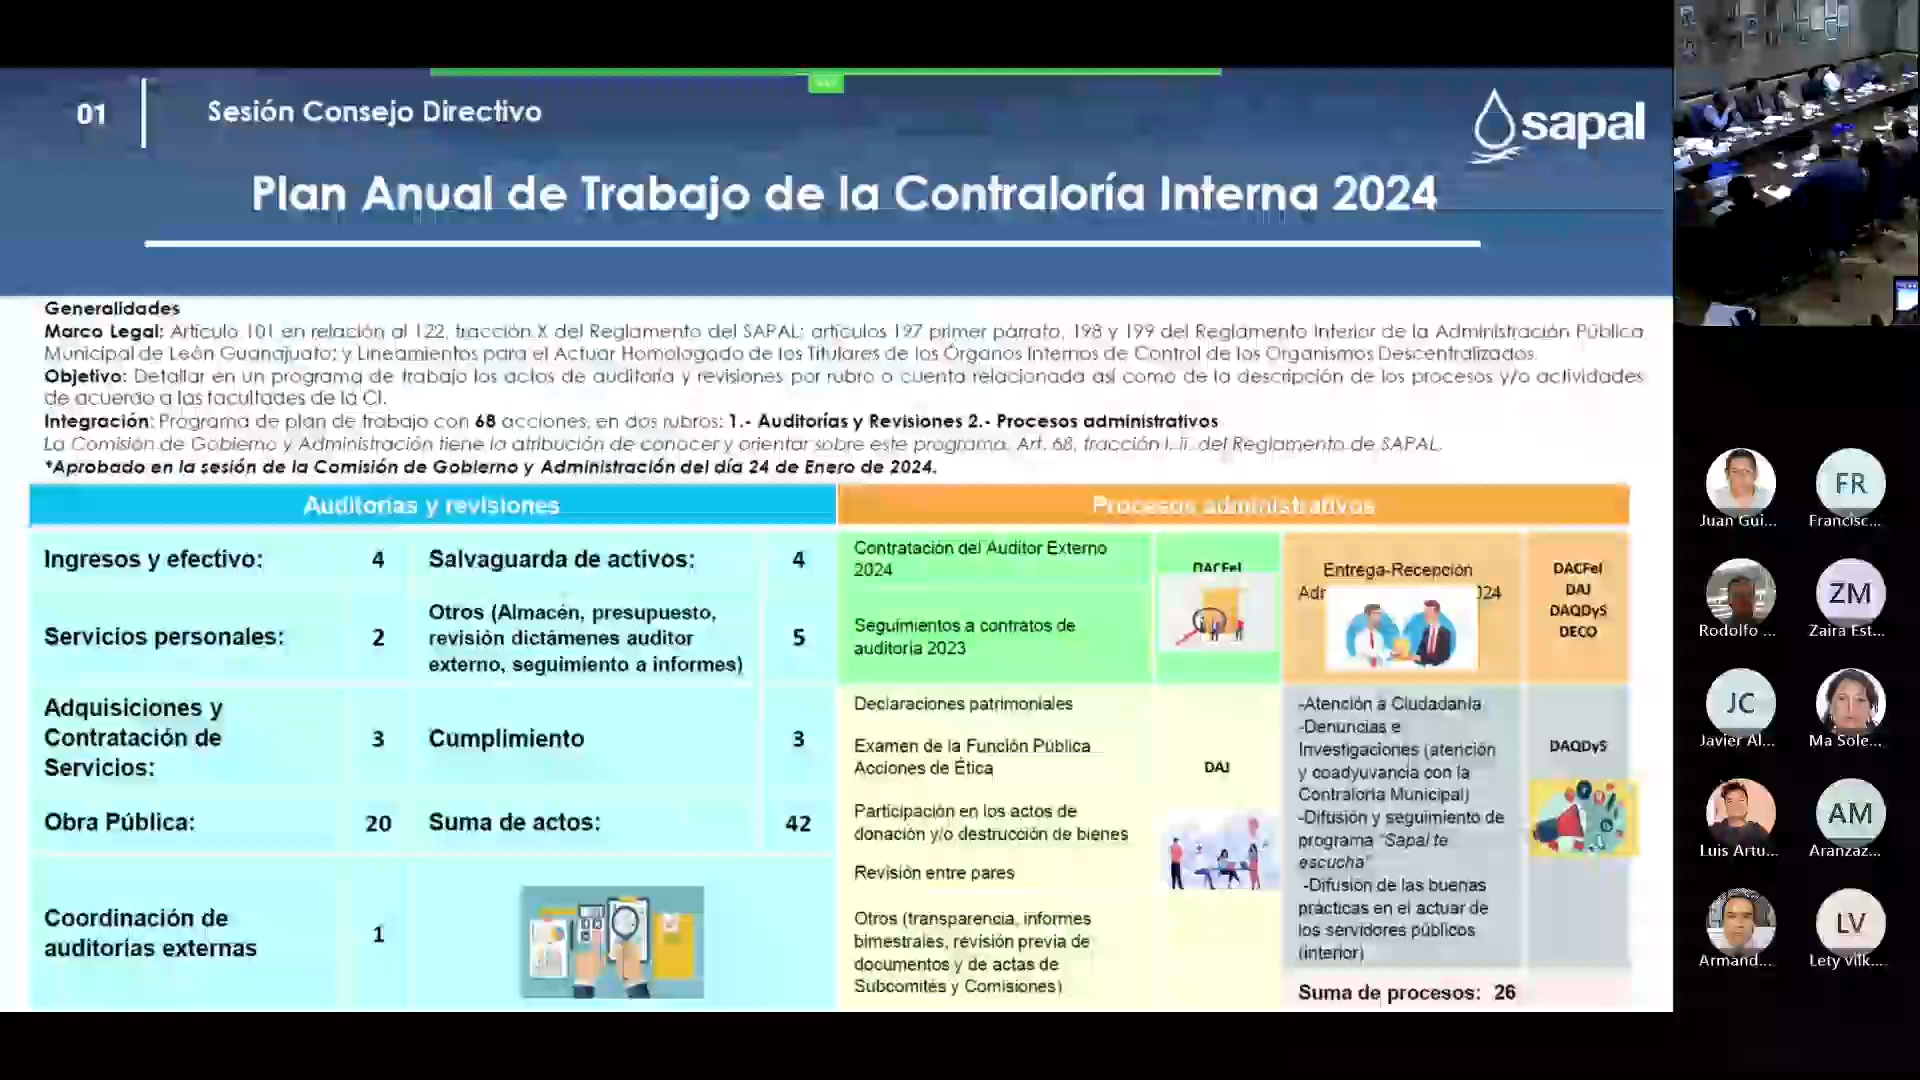 01
Sesión Consejo Directivo
sapal
Plan Anual de Trabajo de la Contraloría Interna 2024
Generalidades
Marco Legal: Artículo 101 en relación al 122, fracción X del Reglamento del SAPAL; artículos 197 primer párrafo, 198 y 199 del Reglamento Interior de la Administración Pública
Municipal de León Guanajuato; y Lineamientos para el Actuar Homologado de los Titulares de los Órganos Internos de Control de los Organismos Descentralizados.
Objetivo: Detallar en un programa de trabajo los actos de auditoría y revisiones por rubro o cuenta relacionada así como de la descripción de los procesos y/o actividades
de acuerdo a las facultades de la CI.
Integración: Programa de plan de trabajo con 68 acciones, en dos rubros: 1.- Auditorías y Revisiones 2.- Procesos administrativos
La Comisión de Gobierno y Administración tiene la atribución de conocer y orientar sobre este programa. Art. 68, fracción I, ii. del Reglamento de SAPAL.
*Aprobado en la sesión de la Comisión de Gobierno y Administración del día 24 de Enero de 2024.
Auditorías y revisiones
Ingresos y efectivo: 4
Salvaguarda de activos: 4
Servicios personales: 2
Otros (Almacén, presupuesto,
revisión dictámenes auditor
externo, seguimiento a informes)
5
Adquisiciones y
Contratación de
Servicios:
3
Cumplimiento 3
Obra Pública: 20
Suma de actos: 42
Coordinación de
auditorías externas
1
Procesos administrativos
Contratación del Auditor Externo
2024
DACFeI
Seguimientos a contratos de
auditoria 2023
Entrega-Recepción
DACFeI
DAJ
DAQDyS
DECO
Declaraciones patrimoniales
Examen de la Función Pública
Acciones de Ética
DAJ
Participación en los actos de
donación y/o destrucción de bienes
Revisión entre pares
Otros (transparencia, informes
bimestrales, revisión previa de
documentos y de actas de
Subcomités y Comisiones)
-Atención a Ciudadanía
-Denuncias e
Investigaciones (atención
y coadyuvancia con la
Contraloría Municipal)
-Difusión y seguimiento de
programa “Sapal te
escucha”
-Difusión de las buenas
prácticas en el actuar de
los servidores públicos
(interior)
DAQDyS
Suma de procesos: 26
Juan Gui...
FR
Francisc...
Rodolfo ...
ZM
Zaira Est...
JC
Javier Al...
Ma Sole...
Luis Artu...
AM
Aranzaz...
Armand...
LV
Lety vilk...